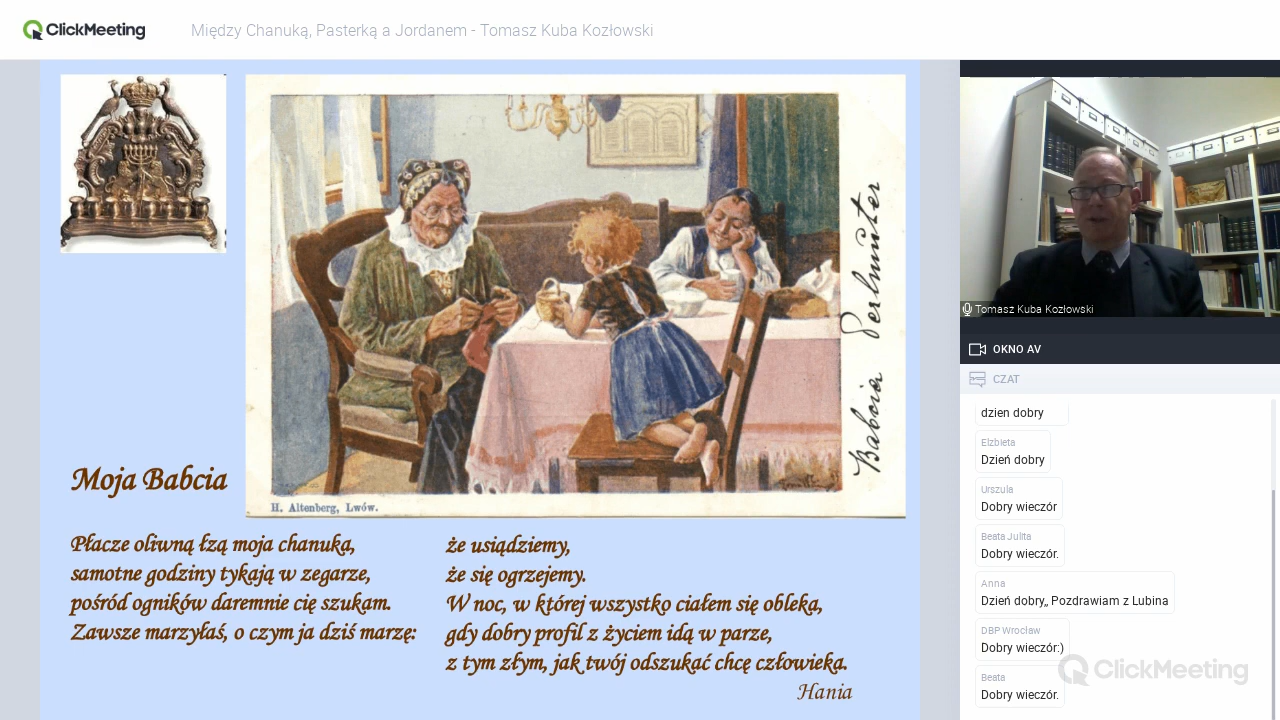 ClickMeeting
Między Chanuką, Pasterką a Jordanem - Tomasz Kuba Kozłowski
Babcia Perlmutter
H. Altenberg, Lwów.
Moja Babcia
Płacze oliwną łzą moja chanuka,
samotne godziny tykają w zegarze,
pośród ogników daremnie cię szukam.
Zawsze marzyłaś, o czym ja dziś marzę:
że usiądziemy,
że się ogrzejemy.
W noc, w której wszystko ciałem się obleka,
gdy dobry profil z życiem idą w parze,
z tym złym, jak twój odszukać chcę człowieka.
Hania
Tomasz Kuba Kozłowski
OKNO AV
CZAT
dzien dobry
Elzbieta
Dzień dobry
Urszula
Dobry wieczór
Beata Julita
Dobry wieczór.
Anna
Dzień dobry,, Pozdrawiam z Lubina
DBP Wrocław
Dobry wieczór:)
Beata
Dobry wieczór.
ClickMeeting